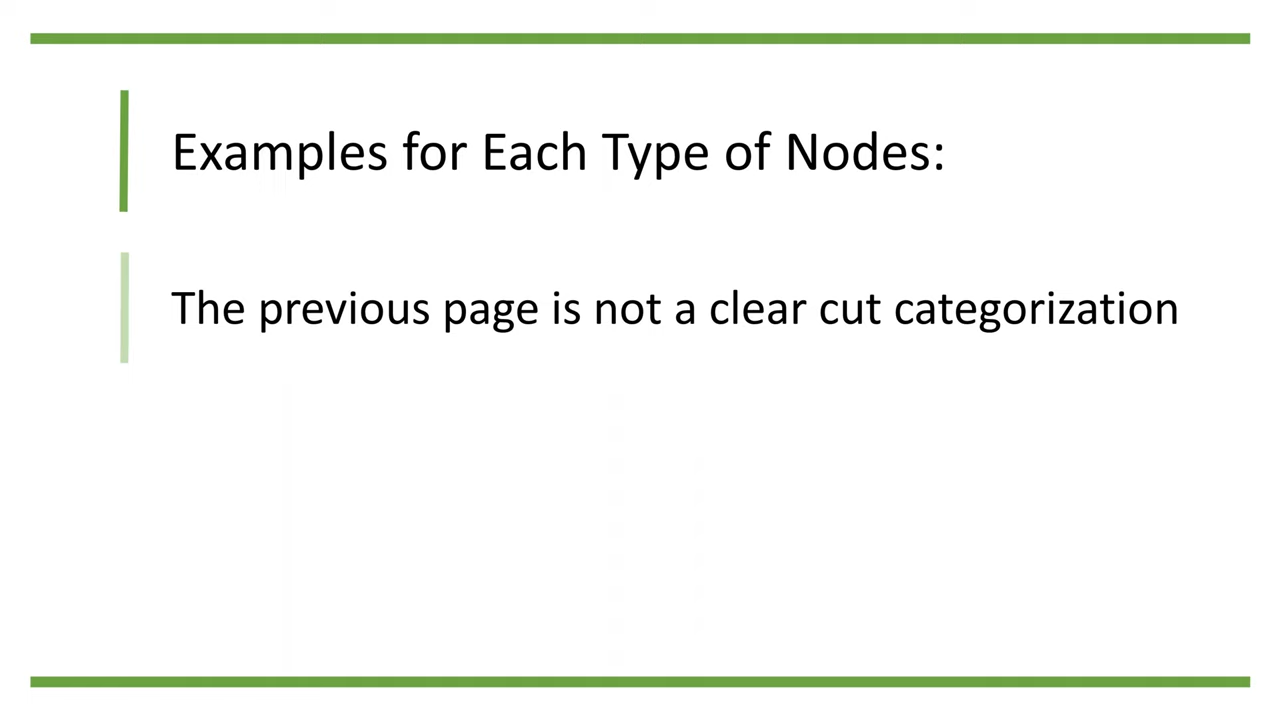 Examples for Each Type of Nodes:
The previous page is not a clear cut categorization